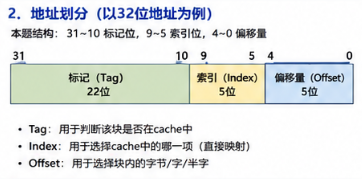 2. 地址划分（以32位地址为例）
本题结构： 31~10 标记位，9~5 索引位，4~0 偏移量
31 10 9 5 4 0
标记（Tag） 索引（Index） 偏移量（Offset）
22位 5位 5位
• Tag: 用于判断该块是否在cache中
• Index: 用于选择cache中的哪一项（直接映射）
• Offset: 用于选择块内的字节/字/半字